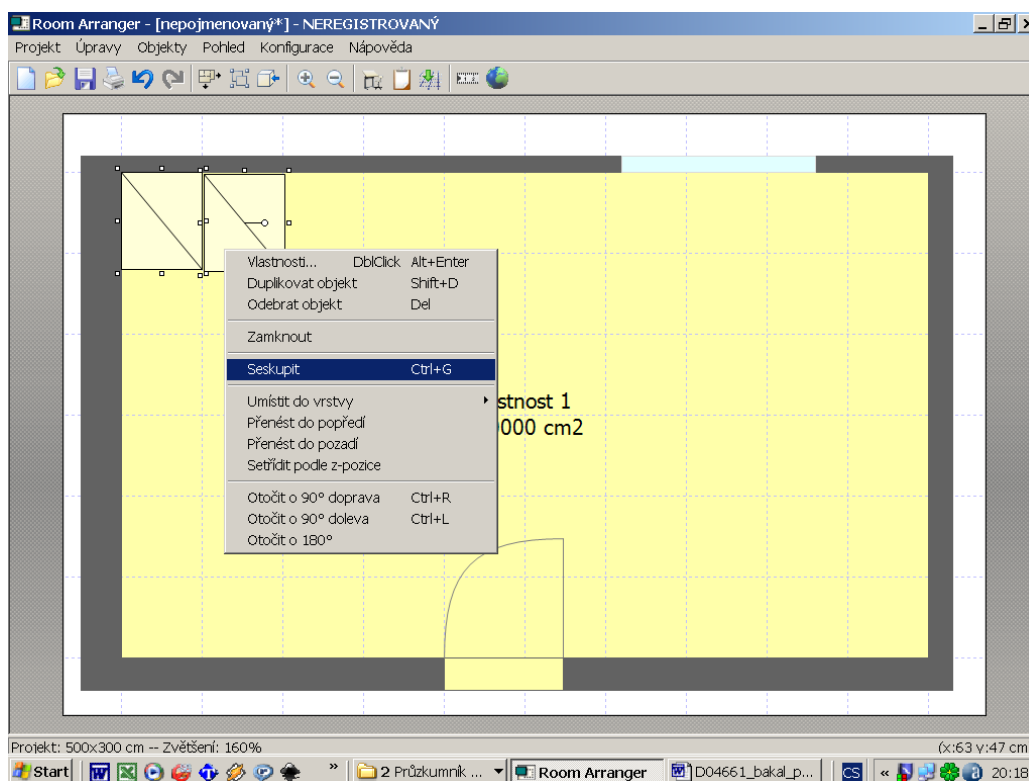 Room Arranger - [nepojmenovaný*] - NEREGISTROVANÝ
Projekt Úpravy Objekty Pohled Konfigurace Nápověda
Vlastnosti... DblClick Alt+Enter
Duplikovat objekt Shift+D
Odebrat objekt Del
Zamknout
Seskupit Ctrl+G
Umístit do vrstvy
Přenést do popředí
Přenést do pozadí
Setřídit podle z-pozice
Otočit o 90° doprava Ctrl+R
Otočit o 90° doleva Ctrl+L
Otočit o 180°
stnost 1
000 cm2
Projekt: 500x300 cm -- Zvětšení: 160% (x:63 y:47 cm
Start » 2 Průzkumník ... Room Arranger D04661_bakal_p... CS « 20:18